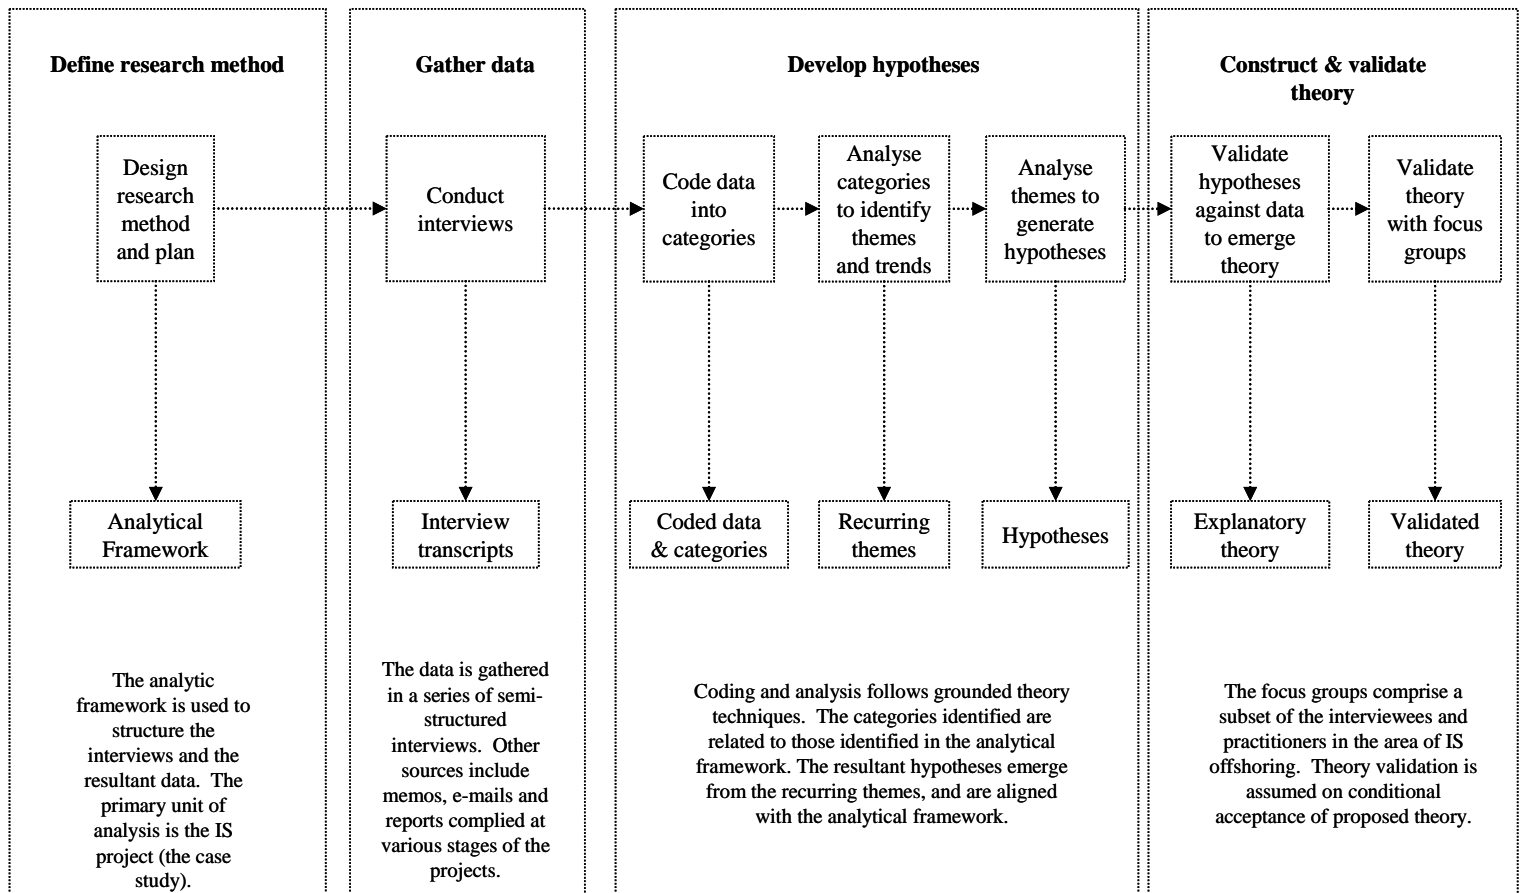 Define research method
Gather data
Develop hypotheses
Construct & validate
theory
Design
research
method
and plan
Conduct
interviews
Code data
into
categories
Analyse
categories
to identify
themes
and trends
Analyse
themes to
generate
hypotheses
Validate
hypotheses
against data
to emerge
theory
Validate
theory
with focus
groups
Analytical
Framework
Interview
transcripts
Coded data
& categories
Recurring
themes
Hypotheses
Explanatory
theory
Validated
theory
The analytic
framework is used to
structure the
interviews and the
resultant data.  The
primary unit of
analysis is the IS
project (the case
study).
The data is gathered
in a series of semi-
structured
interviews.  Other
sources include
memos, e-mails and
reports complied at
various stages of the
projects.
Coding and analysis follows grounded theory
techniques.  The categories identified are
related to those identified in the analytical
framework. The resultant hypotheses emerge
from the recurring themes, and are aligned
with the analytical framework.
The focus groups comprise a
subset of the interviewees and
practitioners in the area of IS
offshoring.  Theory validation is
assumed on conditional
acceptance of proposed theory.